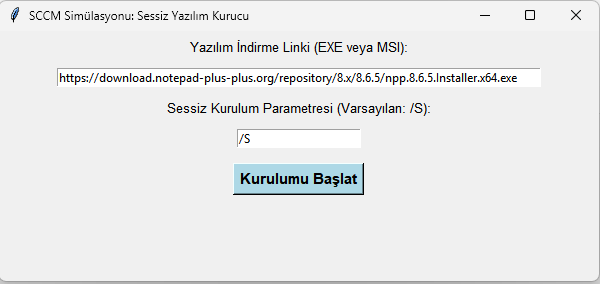 SCCM Simülasyonu: Sessiz Yazılım Kurucu
Yazılım İndirme Linki (EXE veya MSI):
https://download.notepad-plus-plus.org/repository/8.x/8.6.5/npp.8.6.5.Installer.x64.exe
Sessiz Kurulum Parametresi (Varsayılan: /S):
/S
Kurulumu Başlat